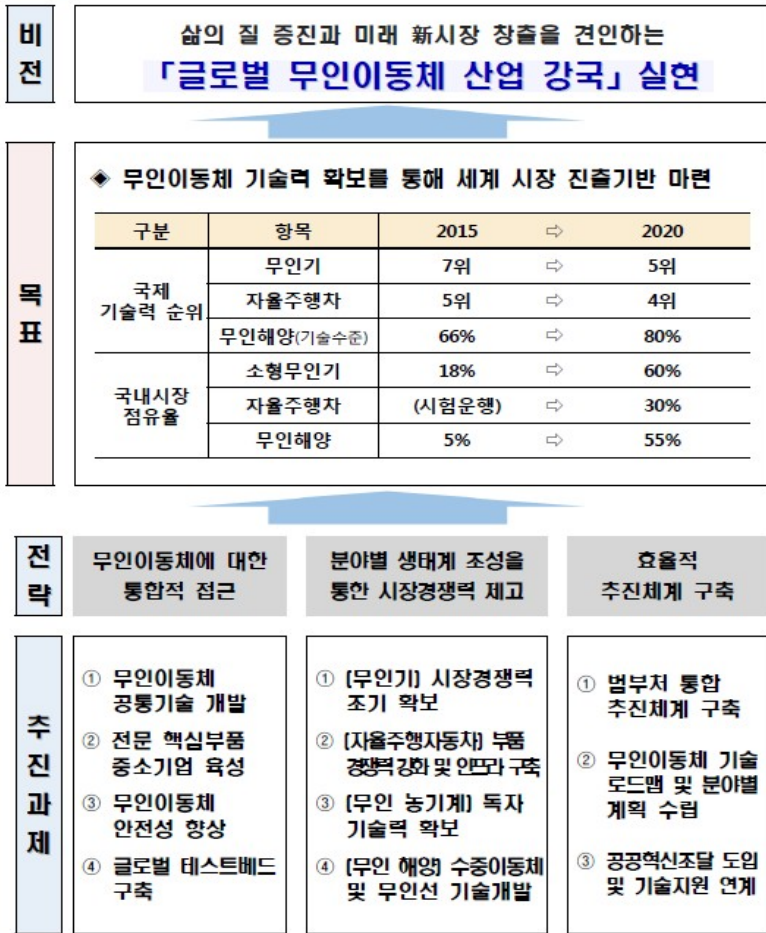 비전
삶의 질 증진과 미래 新시장 창출을 견인하는
「글로벌 무인이동체 산업 강국」 실현
목표
◈ 무인이동체 기술력 확보를 통해 세계 시장 진출기반 마련
구분 항목 2015 ⇨ 2020
국제 기술력 순위 무인기 7위 ⇨ 5위
자율주행차 5위 ⇨ 4위
무인해양(기술수준) 66% ⇨ 80%
국내시장 점유율 소형무인기 18% ⇨ 60%
자율주행차 (시험운행) ⇨ 30%
무인해양 5% ⇨ 55%
전략
무인이동체에 대한
통합적 접근
분야별 생태계 조성을
통한 시장경쟁력 제고
효율적
추진체계 구축
추진과제
① 무인이동체
공통기술 개발
② 전문 핵심부품
중소기업 육성
③ 무인이동체
안전성 향상
④ 글로벌 테스트베드
구축
① (무인기) 시장경쟁력
조기 확보
② (자율주행자동차) 부품
경쟁력 강화 및 인프라 구축
③ (무인 농기계) 독자
기술력 확보
④ (무인 해양) 수중이동체
및 무인선 기술개발
① 범부처 통합
추진체계 구축
② 무인이동체 기술
로드맵 및 분야별
계획 수립
③ 공공혁신조달 도입
및 기술지원 연계